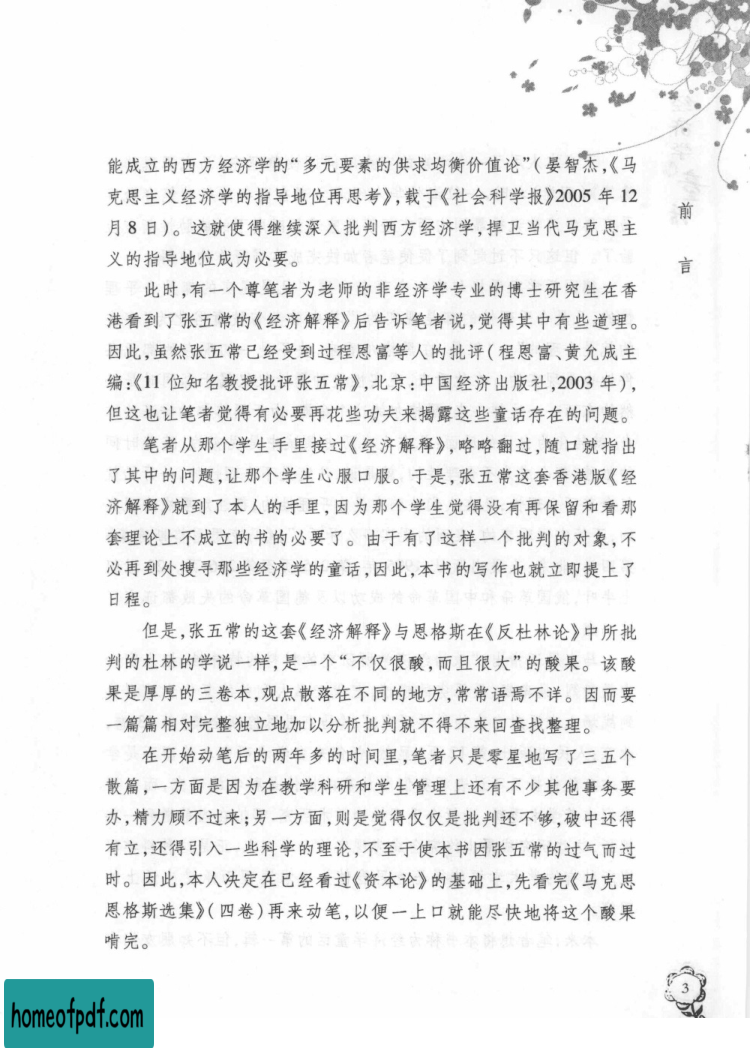 能成立的西方经济学的“多元要素的供求均衡价值论”(晏智杰,《马
克思主义经济学的指导地位再思考》,载于《社会科学报》2005 年 12
月 8 日)。这就使得继续深入批判西方经济学,捍卫当代马克思主
义的指导地位成为必要。
此时,有一个尊笔者为老师的非经济学专业的博士研究生在香
港看到了张五常的《经济解释》后告诉笔者说,觉得其中有些道理。
因此,虽然张五常已经受到过程恩富等人的批评(程恩富、黄允成主
编:《11 位知名教授批评张五常》,北京:中国经济出版社,2003 年),
但这也让笔者觉得有必要再花些功夫来揭露这些童话存在的问题。
笔者从那个学生手里接过《经济解释》,略略翻过,随口就指出
了其中的问题,让那个学生心服口服。于是,张五常这套香港版《经
济解释》就到了本人的手里,因为那个学生觉得没有再保留和看那
套理论上不成立的书的必要了。由于有了这样一个批判的对象,不
必再到处搜寻那些经济学的童话,因此,本书的写作也就立即提上了
日程。
但是,张五常的这套《经济解释》与恩格斯在《反杜林论》中所批
判的杜林的学说一样,是一个“不仅很酸,而且很大”的酸果。该酸
果是厚厚的三卷本,观点散落在不同的地方,常常语焉不详。因而要
一篇篇相对完整独立地加以分析批判就不得不来回查找整理。
在开始动笔后的两年多的时间里,笔者只是零星地写了三五个
散篇,一方面是因为在教学科研和学生管理上还有不少其他事务要
办,精力顾不过来;另一方面,则是觉得仅仅是批判还不够,破中还得
有立,还得引入一些科学的理论,不至于使本书因张五常的过气而过
时。因此,本人决定在已经看过《资本论》的基础上,先看完《马克思
恩格斯选集》(四卷)再来动笔,以便一上口就能尽快地将这个酸果
啃完。
前言
3
homeofpdf.com